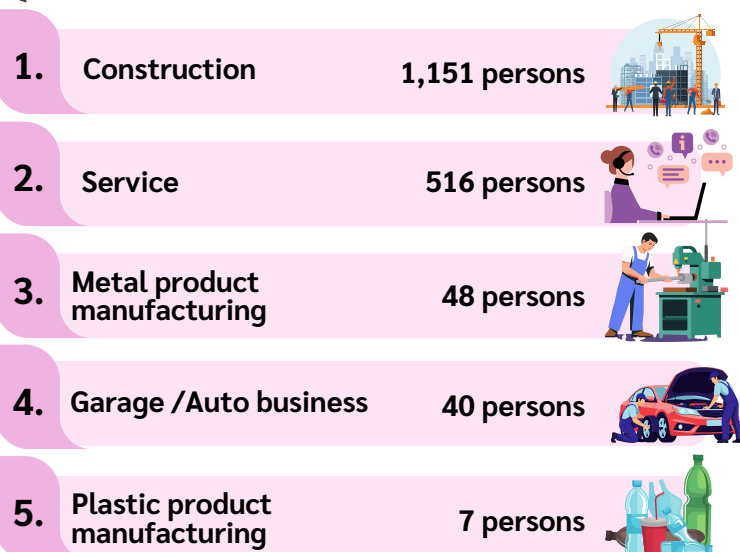 1. Construction 1,151 persons
2. Service 516 persons
3. Metal product
manufacturing 48 persons
4. Garage /Auto business 40 persons
5. Plastic product
manufacturing 7 persons